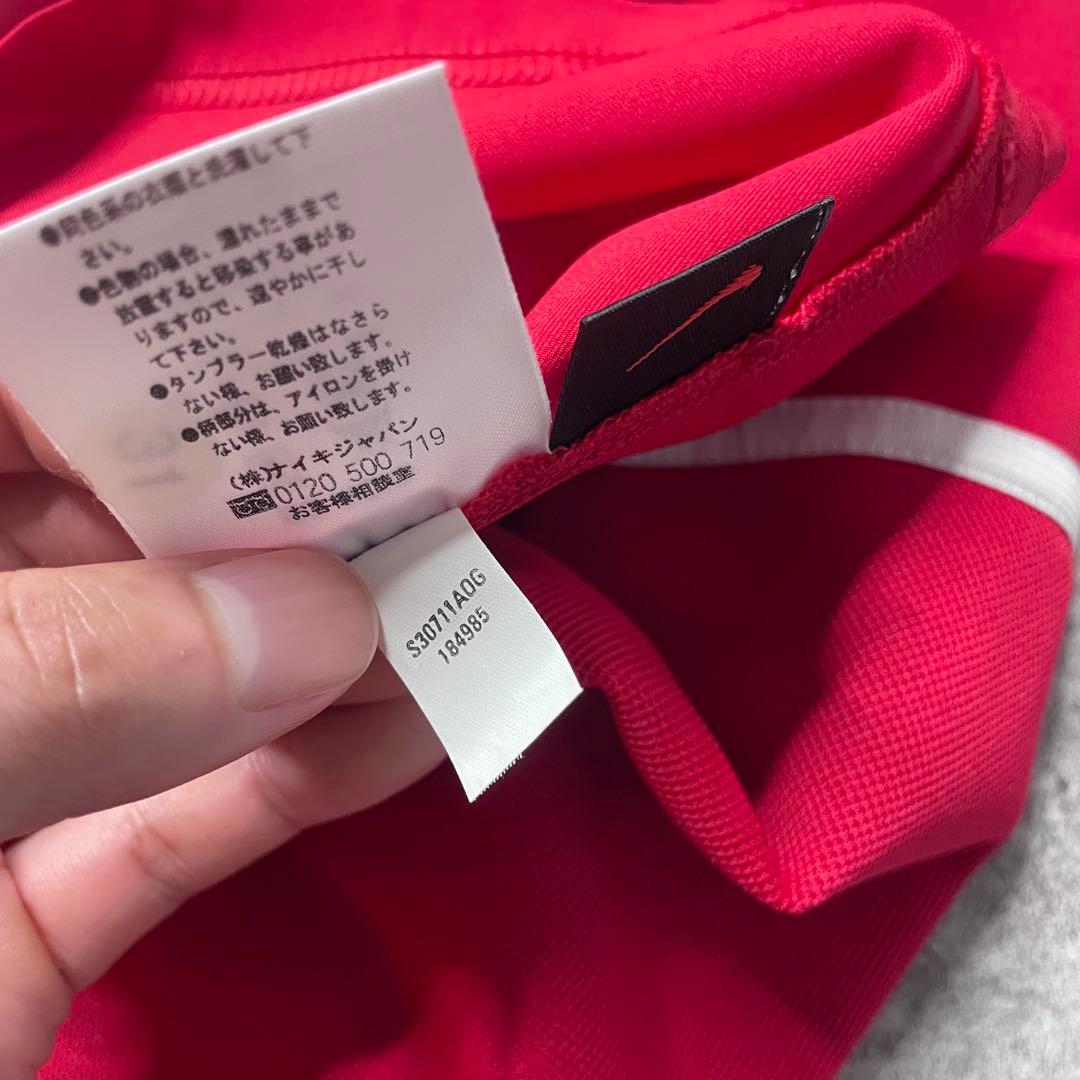 ●同色系の衣類と洗濯して下
さい。
●色物の場合、濡れたままで
放置すると移染する事があ
りますので、速やかに干し
て下さい。
●タンブラー乾燥はなさら
ない様、お願い致します。
●柄部分は、アイロンを掛け
ない様、お願い致します。
(株)ナイキジャパン
0120 500 719
お客様相談室
S30711AOG
184985